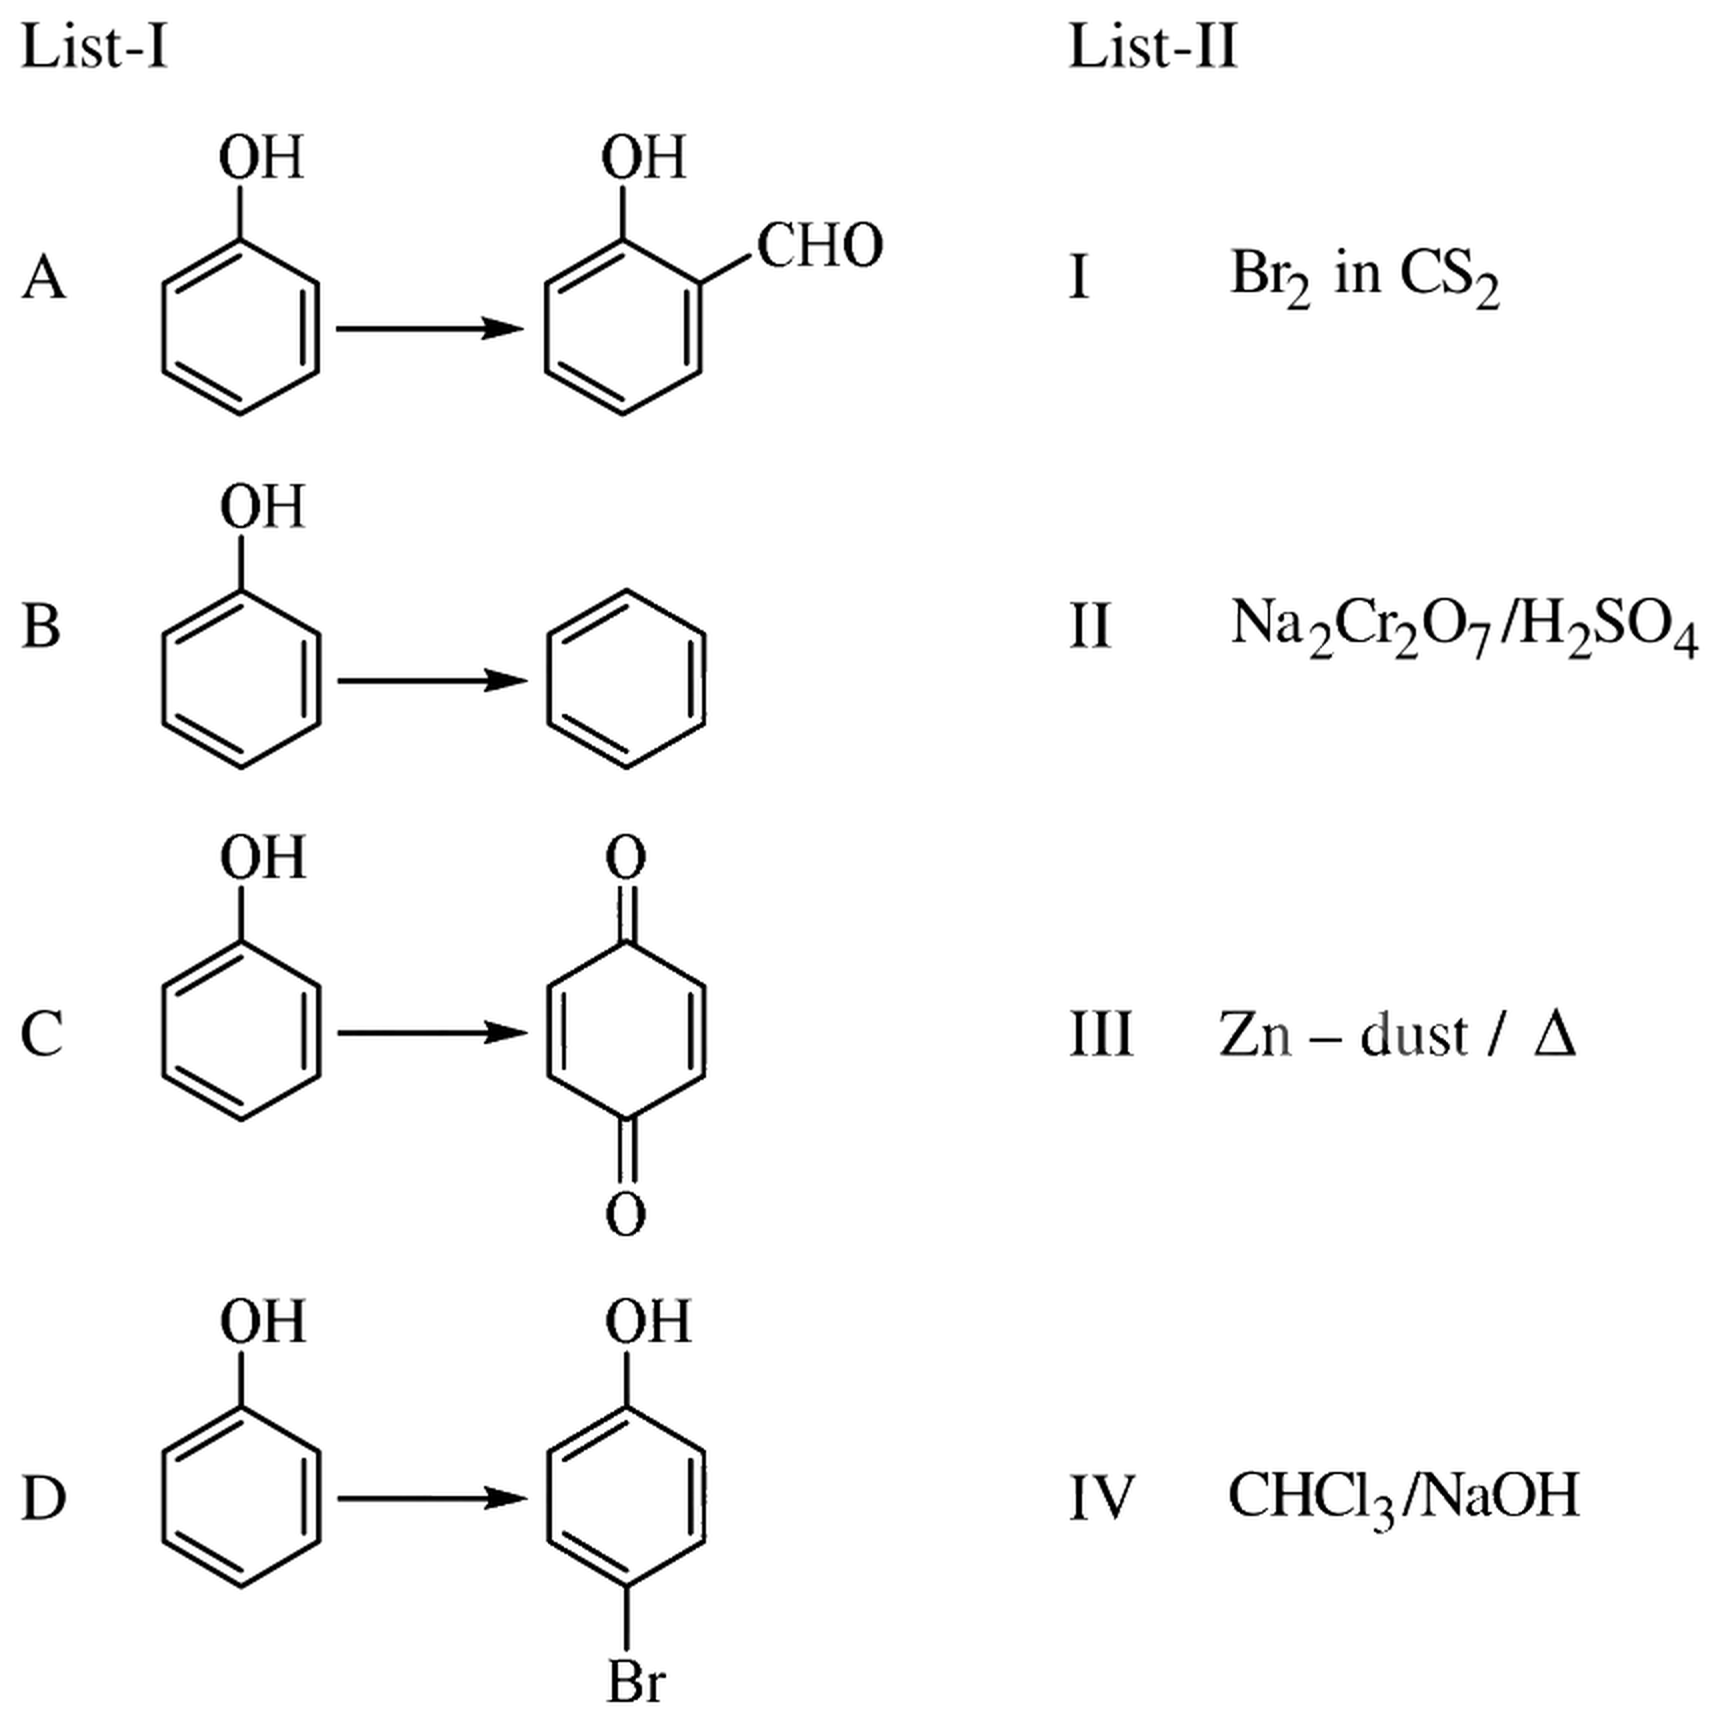 List-I List-II
OH OH
CHO
A I Br₂ in CS₂
OH
B II Na₂Cr₂O₇/H₂SO₄
OH O
C III Zn – dust / Δ
O
OH OH
D IV CHCl₃/NaOH
Br